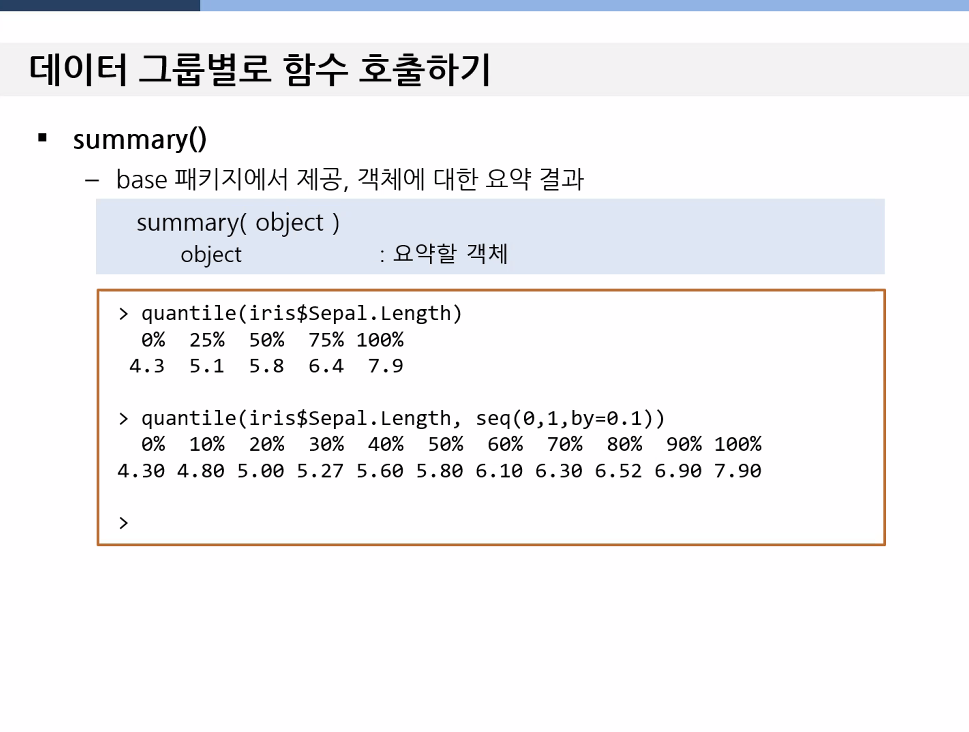 데이터 그룹별로 함수 호출하기
▪ summary()
– base 패키지에서 제공, 객체에 대한 요약 결과
summary( object )
object : 요약할 객체
> quantile(iris$Sepal.Length)
0% 25% 50% 75% 100%
4.3 5.1 5.8 6.4 7.9
> quantile(iris$Sepal.Length, seq(0,1,by=0.1))
0% 10% 20% 30% 40% 50% 60% 70% 80% 90% 100%
4.30 4.80 5.00 5.27 5.60 5.80 6.10 6.30 6.52 6.90 7.90
>